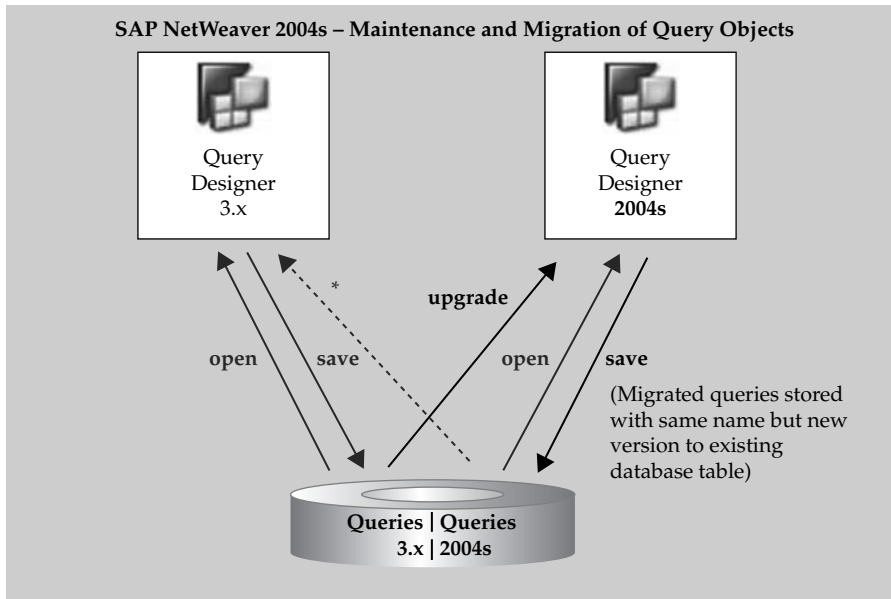 SAP NetWeaver 2004s – Maintenance and Migration of Query Objects
Query
Designer
3.x
Query
Designer
2004s
*
upgrade
open
save
open
save
(Migrated queries stored
with same name but new
version to existing
database table)
Queries | Queries
3.x | 2004s